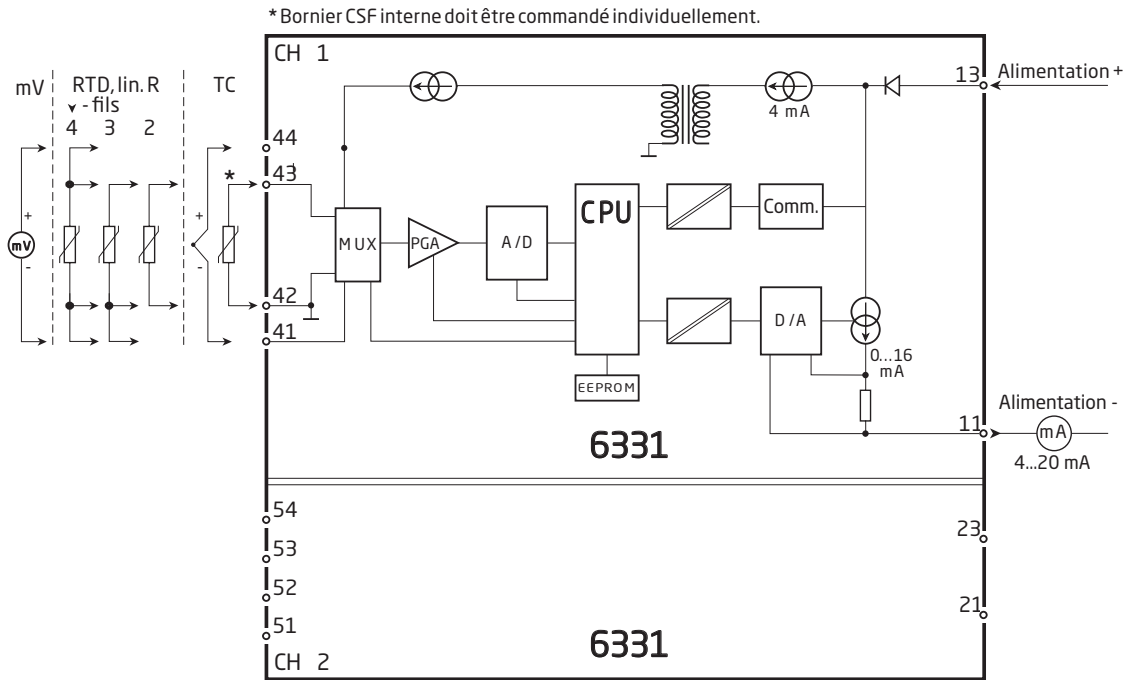 * Bornier CSF interne doit être commandé individuellement.
CH 1
mV
RTD, lin. R
- fils
4 3 2
TC
*
44
43
42
41
+
mV
-
+
-
MUX
PGA
A/D
CPU
EEPROM
Comm.
D/A
4 mA
0...16
mA
13
Alimentation +
11
Alimentation -
mA
4...20 mA
6331
54
53
52
51
23
21
6331
CH 2